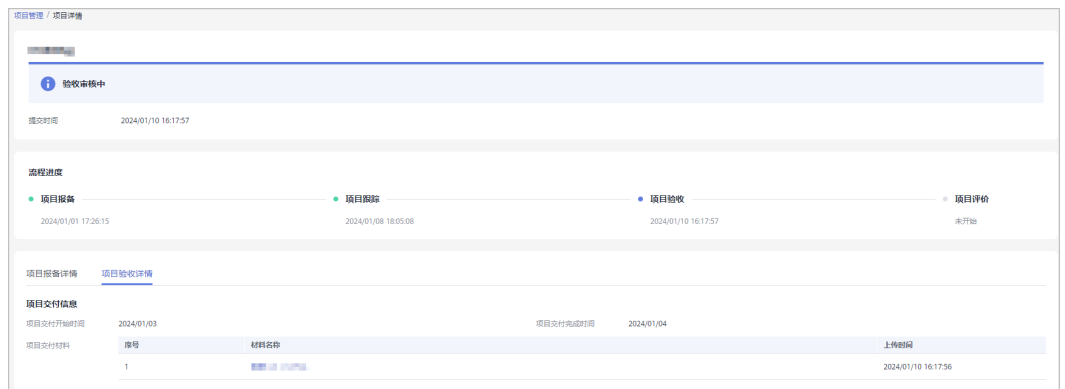 项目管理 / 项目详情
验收审核中
提交时间 2024/01/10 16:17:57
流程进度
项目报备 项目跟踪 项目验收 项目评价
2024/01/01 17:26:15 2024/01/08 18:05:08 2024/01/10 16:17:57 未开始
项目报备详情 项目验收详情
项目交付信息
项目交付开始时间 2024/01/03 项目交付完成时间 2024/01/04
项目交付材料 序号 材料名称 上传时间
1 2024/01/10 16:17:56